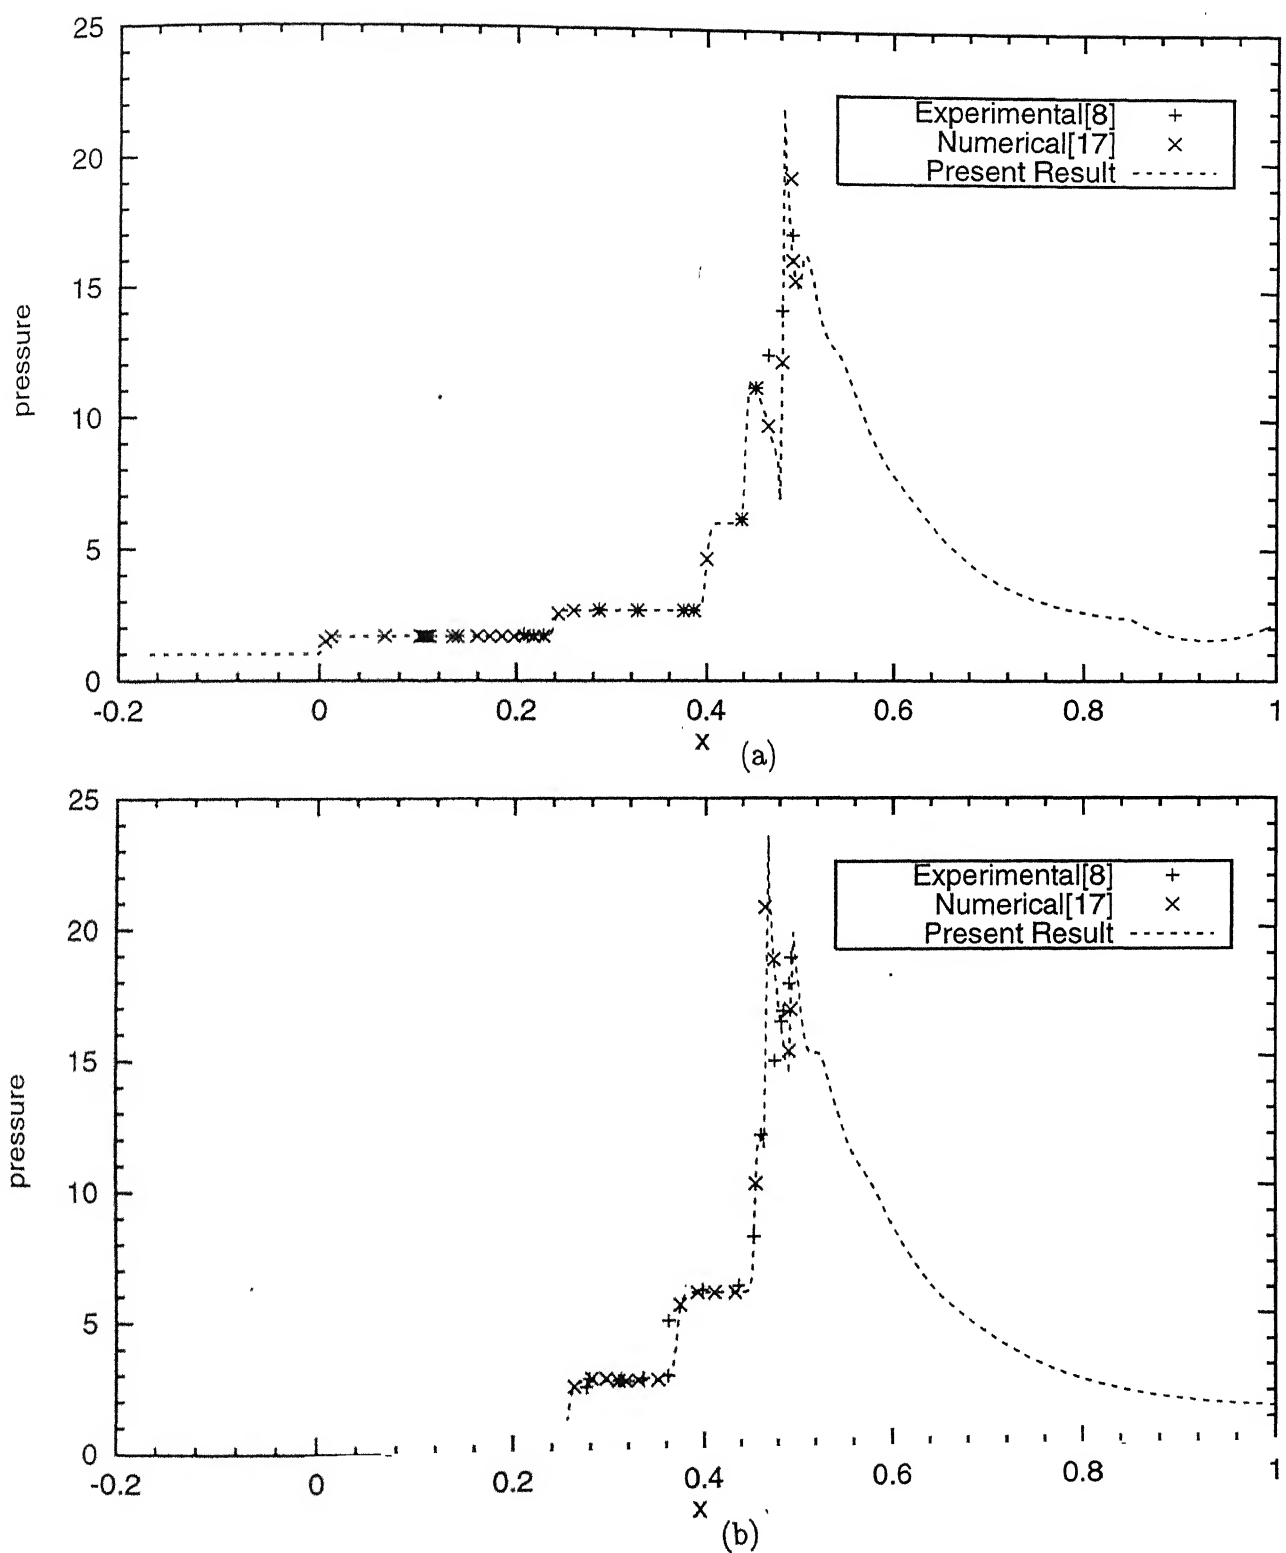 25
20
15
10
5
0
pressure
Experimental[8] +
Numerical[17] ×
Present Result
-0.2 0 0.2 0.4 0.6 0.8 1
x
(a)
25
20
15
10
5
0
pressure
Experimental[8] +
Numerical[17] ×
Present Result
-0.2 0 0.2 0.4 0.6 0.8 1
x
(b)